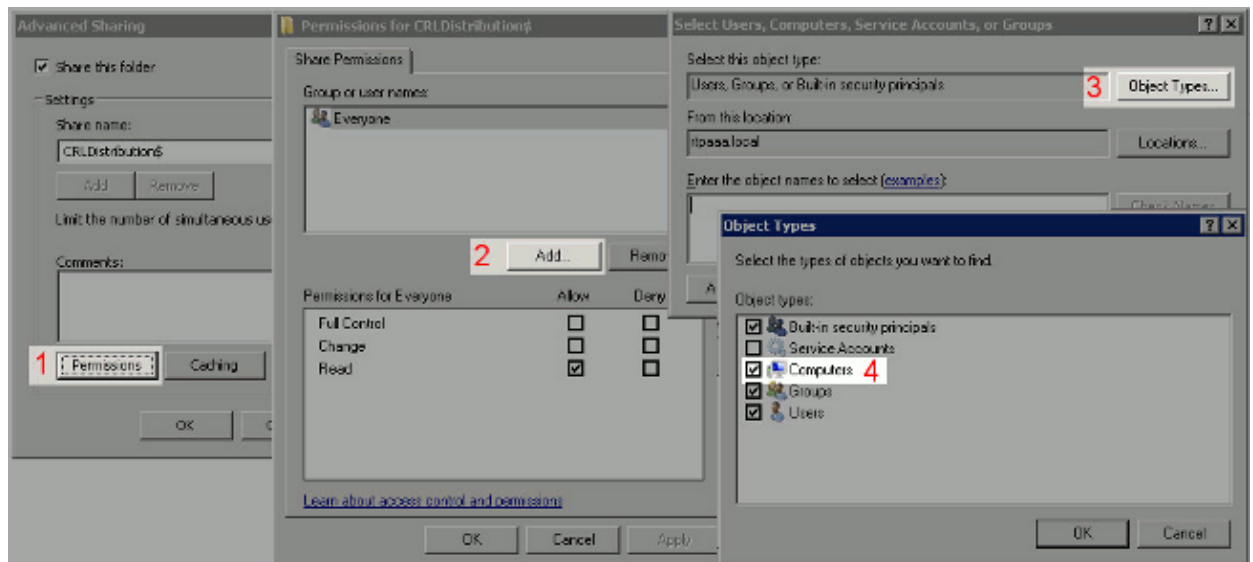 Advanced Sharing
Share this folder
Settings
Share name:
CRLDistribution$
Add Remove
Limit the number of simultaneous us
Comments:
1 Permissions Caching
OK
Permissions for CRLDistribution$
Share Permissions
Group or user names:
Everyone
2 Add... Remo
Permissions for Everyone Allow Deny
Full Control
Change
Read
Learn about access control and permissions
OK Cancel Apply
Select Users, Computers, Service Accounts, or Groups
Select this object type:
Users, Groups, or Built-in security principals 3 Object Types...
From this location:
rtpaaa.local Locations...
Enter the object names to select (examples):
Check Names
A
Object Types
Select the types of objects you want to find.
Object types:
Built-in security principals
Service Accounts
Computers 4
Groups
Users
OK Cancel